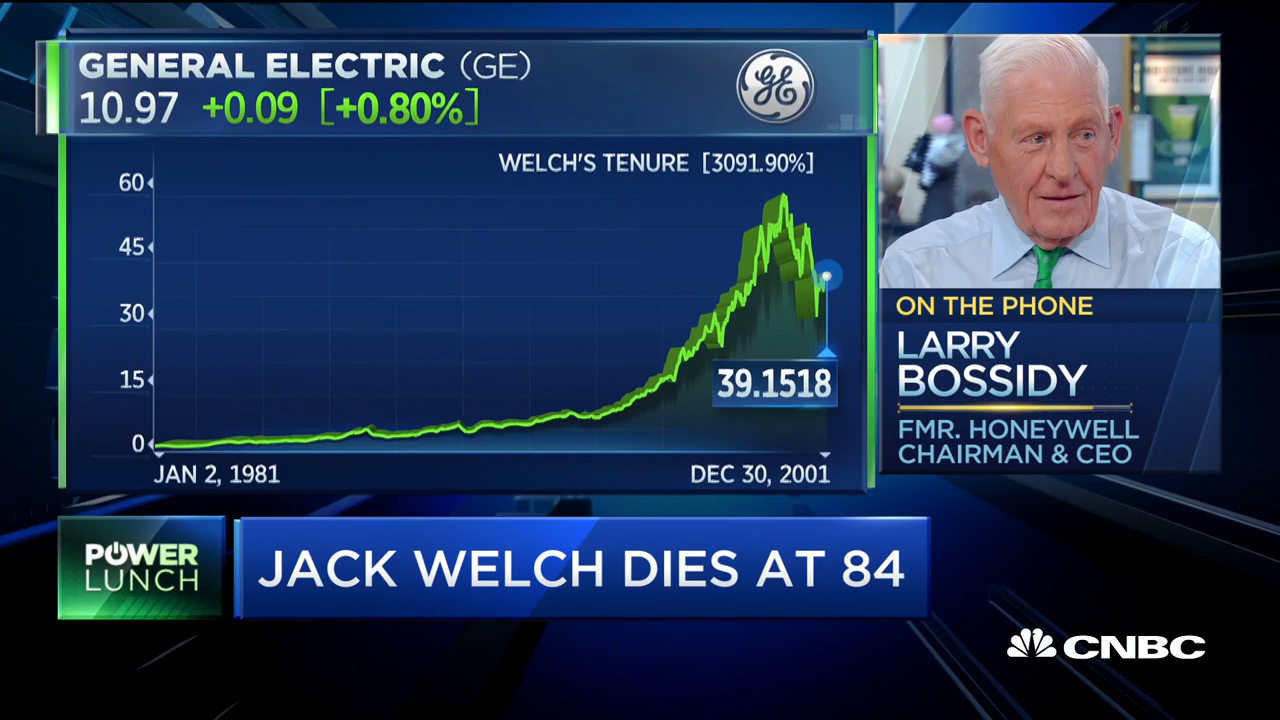 GENERAL ELECTRIC (GE)
10.97 +0.09 [+0.80%]
GE
WELCH'S TENURE [3091.90%]
60
45
30
15
0
39.1518
JAN 2, 1981
DEC 30, 2001
ON THE PHONE
LARRY
BOSSIDY
FMR. HONEYWELL
CHAIRMAN & CEO
POWER
LUNCH
JACK WELCH DIES AT 84
CNBC